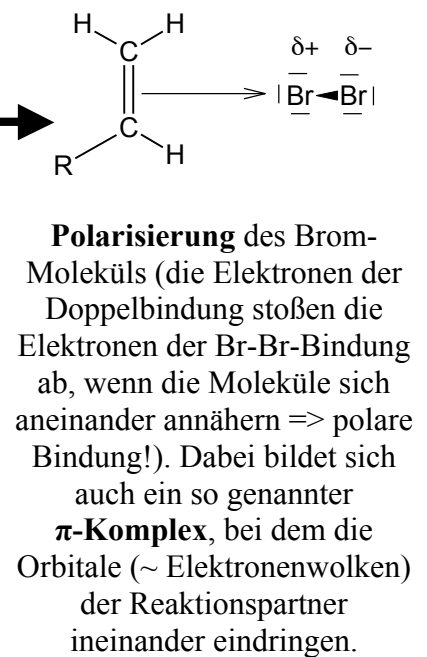 H H
C
δ+ δ−
|Br Br|
C
R H
Polarisierung des Brom-
Moleküls (die Elektronen der
Doppelbindung stoßen die
Elektronen der Br-Br-Bindung
ab, wenn die Moleküle sich
aneinander annähern => polare
Bindung!). Dabei bildet sich
auch ein so genannter
π-Komplex, bei dem die
Orbitale (~ Elektronenwolken)
der Reaktionspartner
ineinander eindringen.